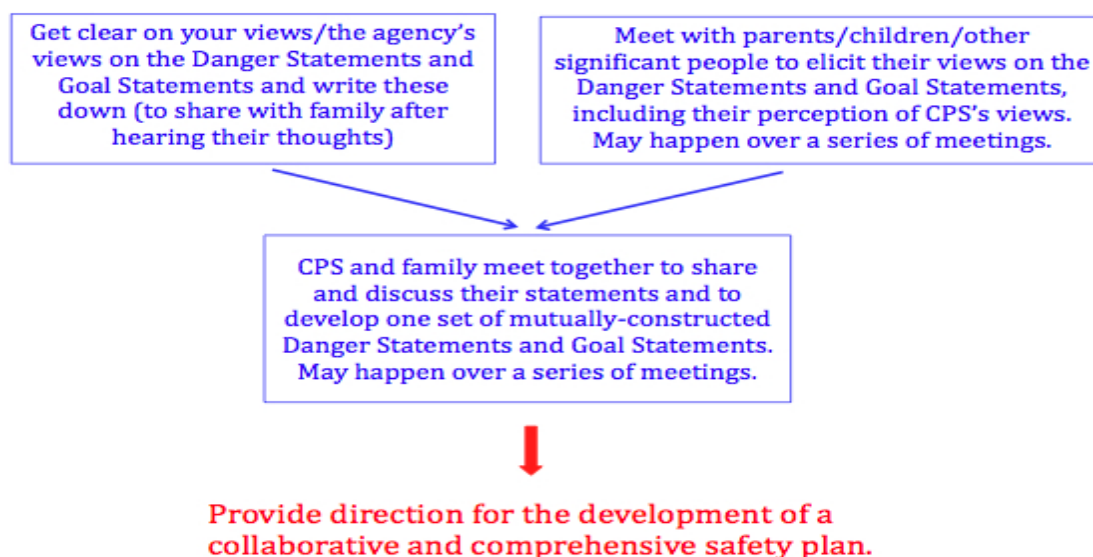 Get clear on your views/the agency's
views on the Danger Statements and
Goal Statements and write these
down (to share with family after
hearing their thoughts)
Meet with parents/children/other
significant people to elicit their views on the
Danger Statements and Goal Statements,
including their perception of CPS's views.
May happen over a series of meetings.
CPS and family meet together to share
and discuss their statements and to
develop one set of mutually-constructed
Danger Statements and Goal Statements.
May happen over a series of meetings.
Provide direction for the development of a
collaborative and comprehensive safety plan.